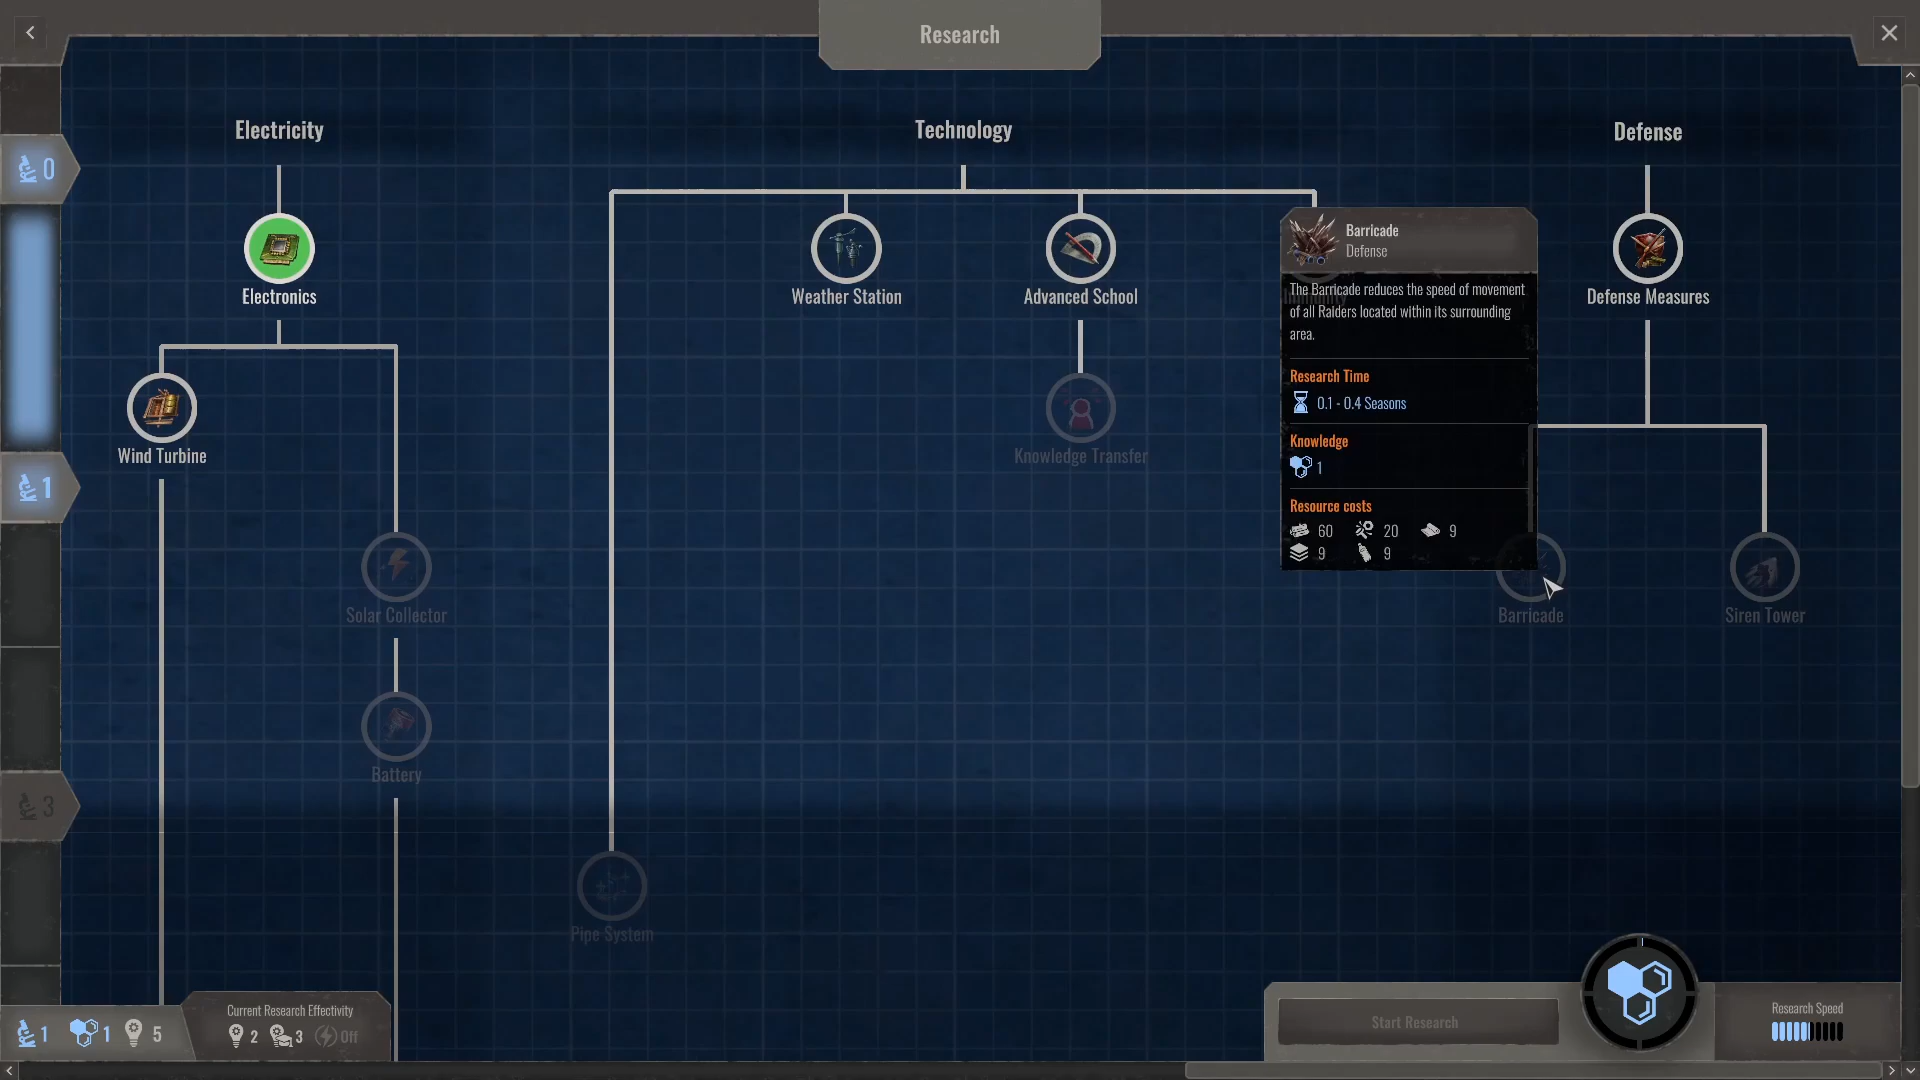 Research
Electricity
Technology
Defense
0
Electronics
Weather Station
Advanced School
Immunity
Defense Measures
Barricade
Defense
The Barricade reduces the speed of movement
of all Raiders located within its surrounding
area.
Research Time
0.1 - 0.4 Seasons
Knowledge
1
Resource costs
60 20 9
9 9
Wind Turbine
Knowledge Transfer
1
Solar Collector
Barricade
Siren Tower
Battery
3
Pipe System
1 1 5
Current Research Effectivity
2 3 Off
Start Research
Research Speed